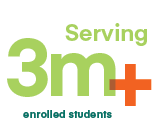 Serving
3m+
enrolled students